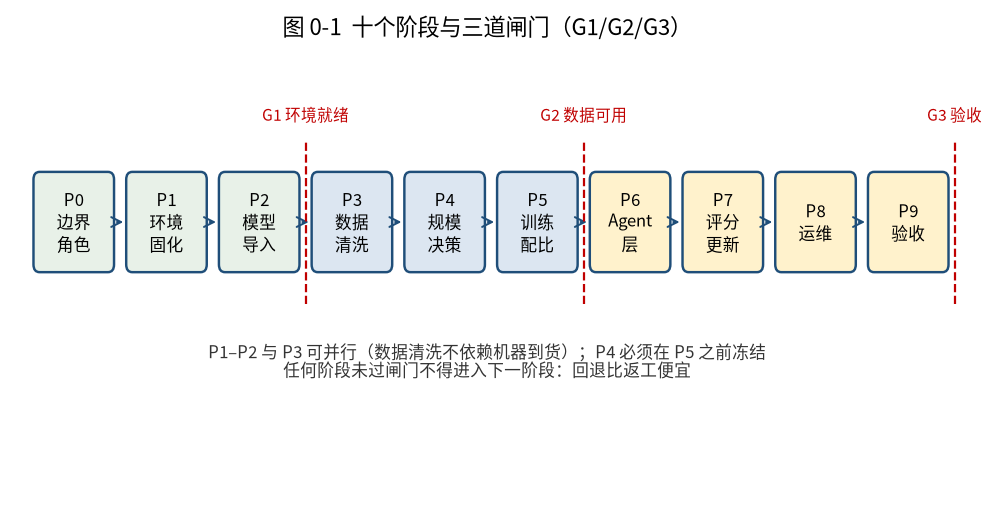 图 0-1 十个阶段与三道闸门（G1/G2/G3）
G1 环境就绪
G2 数据可用
G3 验收
P0
边界
角色
P1
环境
固化
P2
模型
导入
P3
数据
清洗
P4
规模
决策
P5
训练
配比
P6
Agent
层
P7
评分
更新
P8
运维
P9
验收
P1–P2 与 P3 可并行（数据清洗不依赖机器到货）；P4 必须在 P5 之前冻结
任何阶段未过闸门不得进入下一阶段：回退比返工便宜